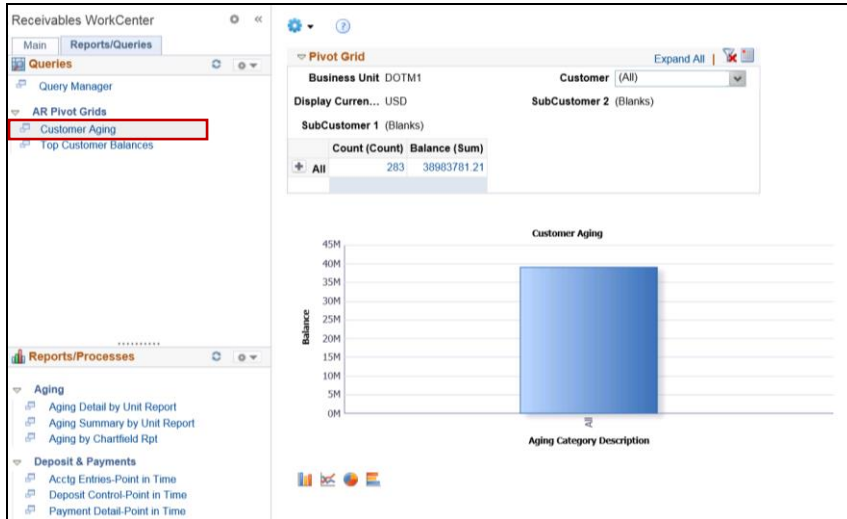 Receivables WorkCenter
Main Reports/Queries
Queries
Query Manager
AR Pivot Grids
Customer Aging
Top Customer Balances
Reports/Processes
Aging
Aging Detail by Unit Report
Aging Summary by Unit Report
Aging by Chartfield Rpt
Deposit & Payments
Acctg Entries-Point in Time
Deposit Control-Point in Time
Payment Detail-Point in Time
Pivot Grid Expand All |
Business Unit DOTM1 Customer (All)
Display Curren... USD SubCustomer 2 (Blanks)
SubCustomer 1 (Blanks)
Count (Count) Balance (Sum)
All 283 38983781.21
Customer Aging
45M
40M
35M
30M
25M
20M
15M
10M
5M
0M
Balance
All
Aging Category Description